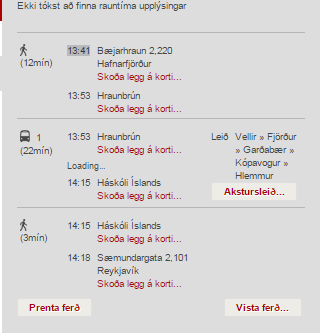 Ekki tókst að finna rauntíma upplýsingar
13:41 Bæjarhraun 2,220
(12mín) Hafnarfjörður
Skoða legg á korti...
13:53 Hraunbrún
Skoða legg á korti...
1 13:53 Hraunbrún Leið Vellir » Fjörður
(22mín) Skoða legg á korti... » Garðabær »
Loading... Kópavogur »
Hlemmur
14:15 Háskóli Íslands
Skoða legg á korti... Akstursleið...
14:15 Háskóli Íslands
(3mín) Skoða legg á korti...
14:18 Sæmundargata 2,101
Reykjavík
Skoða legg á korti...
Prenta ferð Vista ferð...